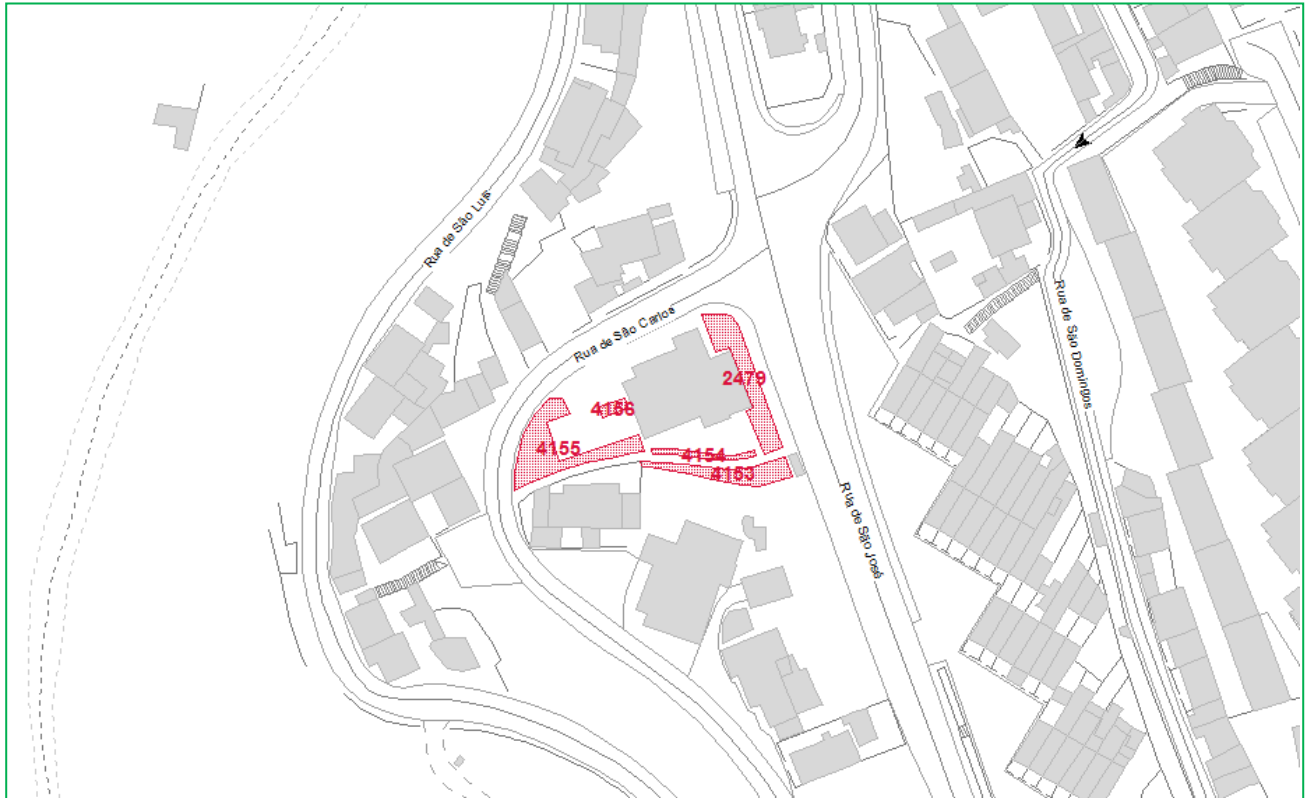 Rua de São Luís
Rua de São Carlos
Rua de São Domingos
2479
4156
4155
4154
4153
Rua de São José